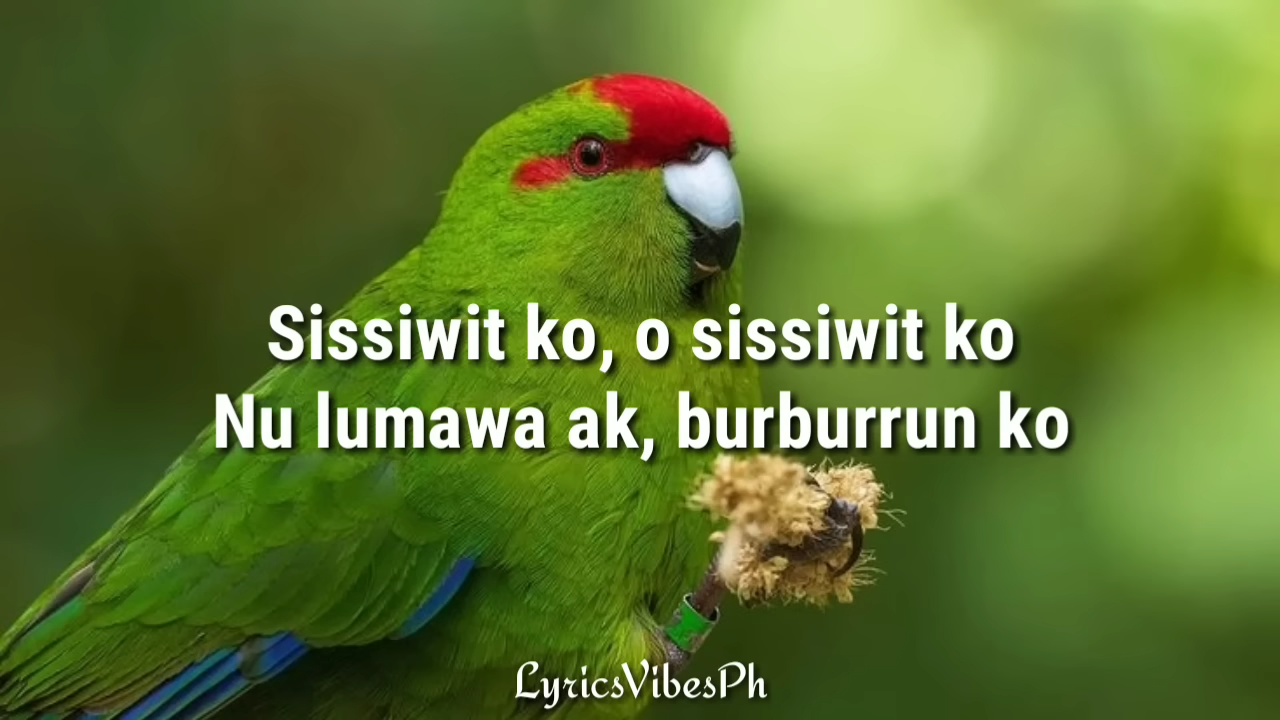 Sissiwit ko, o sissiwit ko
Nu lumawa ak, burburrun ko
LyricsVibesPh